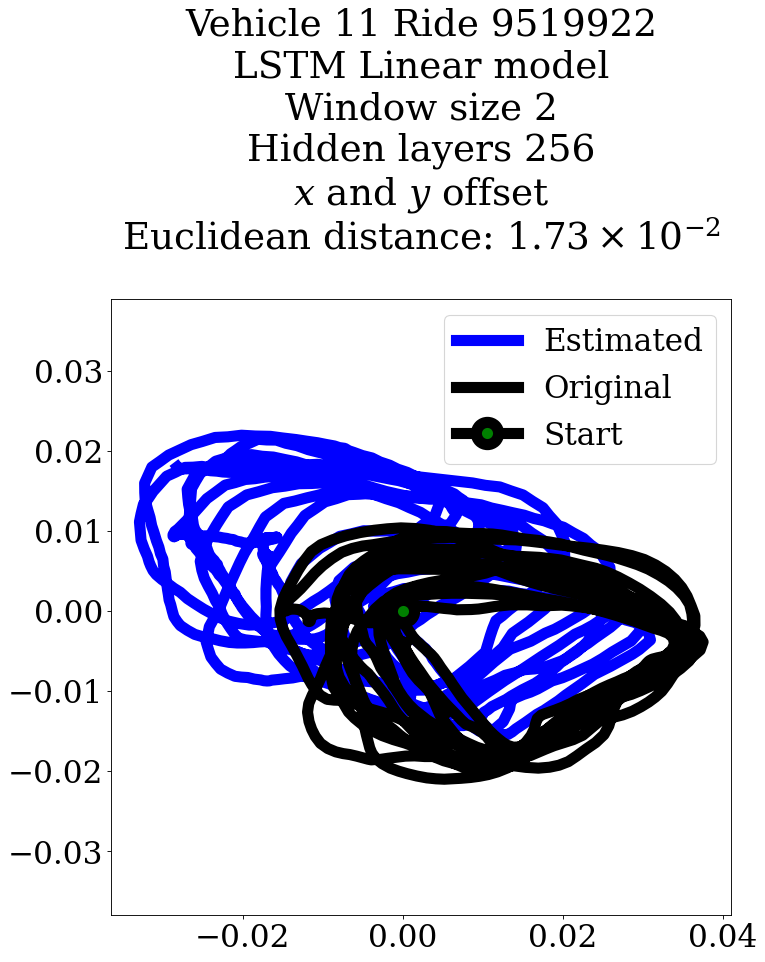 Vehicle 11 Ride 9519922
LSTM Linear model
Window size 2
Hidden layers 256
x and y offset
Euclidean distance: 1.73 × 10⁻²
Estimated
Original
Start
0.03
0.02
0.01
0.00
−0.01
−0.02
−0.03
−0.02 0.00 0.02 0.04